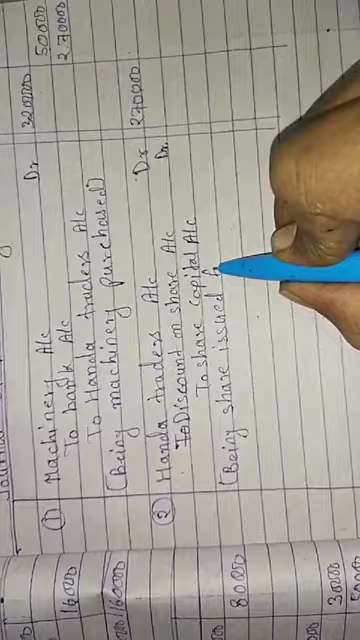 Journal
(1) Machinery A/c Dr 320000
To bank A/c 50000
To Handa traders A/c 270000
(Being machinery purchased)
(2) Handa traders A/c Dr 270000
To Discount on share A/c Dr.
To share capital A/c
(Being share issued
16000
160000
80000
30000